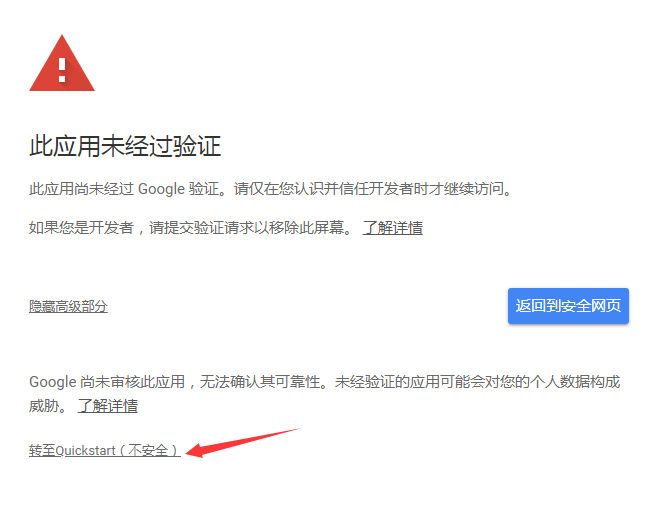 此应用未经过验证
此应用尚未经过 Google 验证。请仅在您认识并信任开发者时才继续访问。
如果您是开发者，请提交验证请求以移除此屏幕。 了解详情
隐藏高级部分
返回到安全网页
Google 尚未审核此应用，无法确认其可靠性。未经验证的应用可能会对您的个人数据构成
威胁。 了解详情
转至Quickstart（不安全）